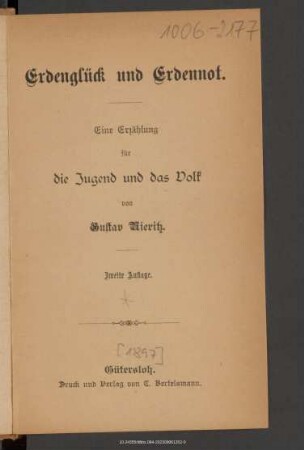 1006-2177
Erdenglück und Erdennot.
Eine Erzählung
für
die Jugend und das Volk
von
Gustav Nieritz.
Zweite Auflage.
[1897]
Gütersloh.
Druck und Verlag von C. Bertelsmann.